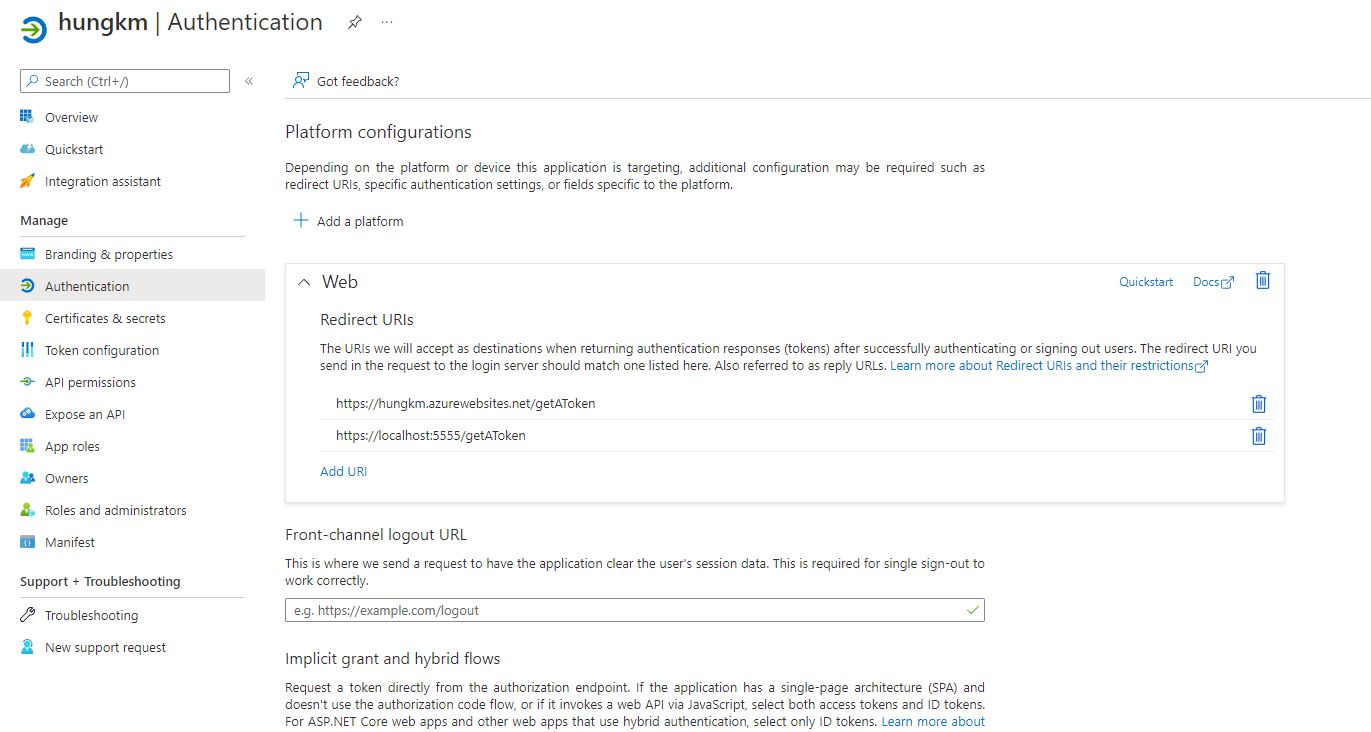 hungkm | Authentication
Search (Ctrl+/)
Overview
Quickstart
Integration assistant
Manage
Branding & properties
Authentication
Certificates & secrets
Token configuration
API permissions
Expose an API
App roles
Owners
Roles and administrators
Manifest
Support + Troubleshooting
Troubleshooting
New support request
Got feedback?
Platform configurations
Depending on the platform or device this application is targeting, additional configuration may be required such as
redirect URIs, specific authentication settings, or fields specific to the platform.
Add a platform
Web
Quickstart
Docs
Redirect URIs
The URIs we will accept as destinations when returning authentication responses (tokens) after successfully authenticating or signing out users. The redirect URI you
send in the request to the login server should match one listed here. Also referred to as reply URLs. Learn more about Redirect URIs and their restrictions
https://hungkm.azurewebsites.net/getAToken
https://localhost:5555/getAToken
Add URI
Front-channel logout URL
This is where we send a request to have the application clear the user's session data. This is required for single sign-out to
work correctly.
e.g. https://example.com/logout
Implicit grant and hybrid flows
Request a token directly from the authorization endpoint. If the application has a single-page architecture (SPA) and
doesn't use the authorization code flow, or if it invokes a web API via JavaScript, select both access tokens and ID tokens.
For ASP.NET Core web apps and other web apps that use hybrid authentication, select only ID tokens. Learn more about